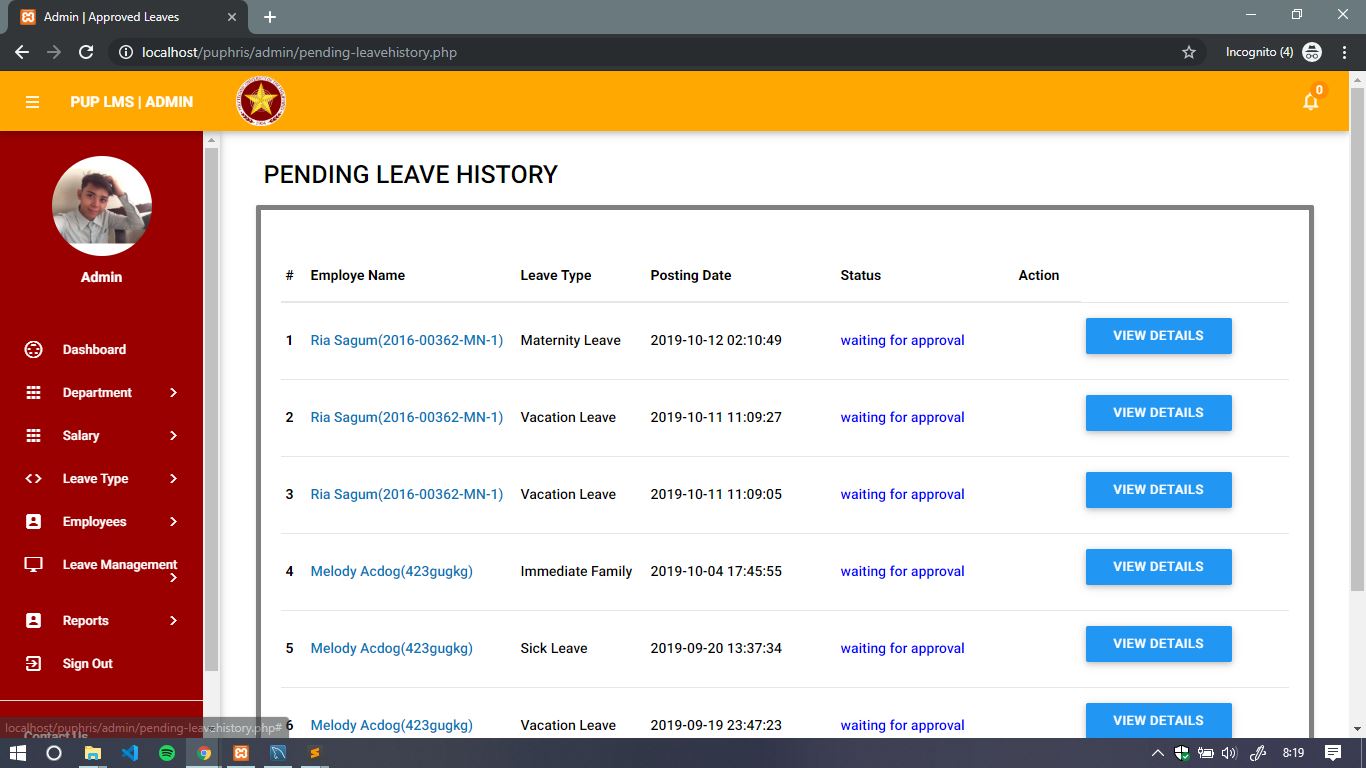 Admin | Approved Leaves
localhost/puphris/admin/pending-leavehistory.php
Incognito (4)
PUP LMS | ADMIN
0
Admin
Dashboard
Department
Salary
Leave Type
Employees
Leave Management
Reports
Sign Out
Contact Us
PENDING LEAVE HISTORY
# Employe Name Leave Type Posting Date Status Action
1 Ria Sagum(2016-00362-MN-1) Maternity Leave 2019-10-12 02:10:49 waiting for approval VIEW DETAILS
2 Ria Sagum(2016-00362-MN-1) Vacation Leave 2019-10-11 11:09:27 waiting for approval VIEW DETAILS
3 Ria Sagum(2016-00362-MN-1) Vacation Leave 2019-10-11 11:09:05 waiting for approval VIEW DETAILS
4 Melody Acdog(423gugkg) Immediate Family 2019-10-04 17:45:55 waiting for approval VIEW DETAILS
5 Melody Acdog(423gugkg) Sick Leave 2019-09-20 13:37:34 waiting for approval VIEW DETAILS
6 Melody Acdog(423gugkg) Vacation Leave 2019-09-19 23:47:23 waiting for approval VIEW DETAILS
localhost/puphris/admin/pending-leavehistory.php#
8:19